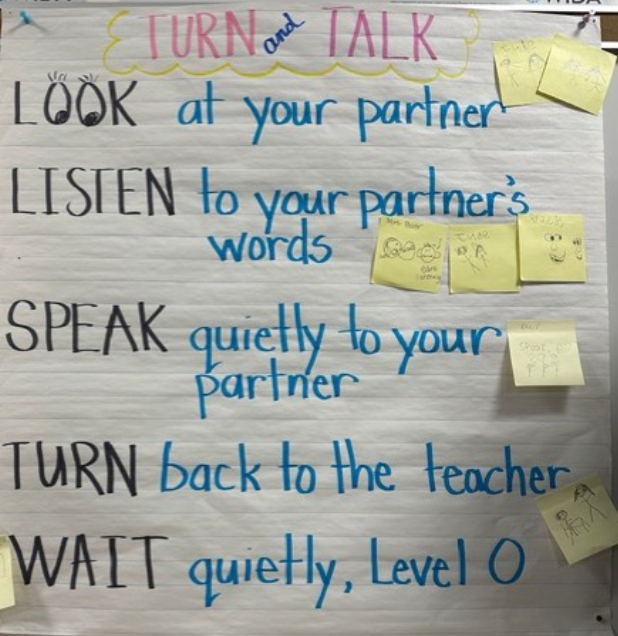 TURN and TALK
LOOK at your partner
LISTEN to your partner's
words
SPEAK quietly to your
partner
TURN back to the teacher
WAIT quietly, Level 0